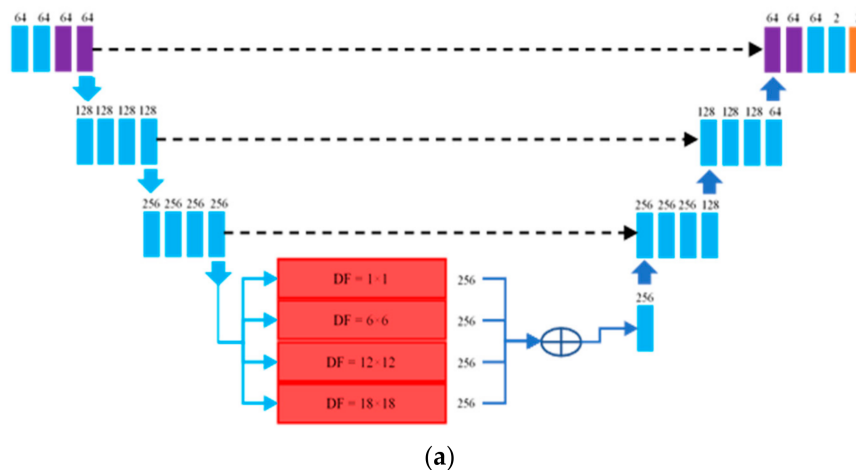 64 64 64 64
64 64 64 2
128 128 128 128
128 128 128 64
256 256 256 256
256 256 256 128
DF = 1×1 256
256
DF = 6×6 256
DF = 12×12 256
DF = 18×18 256
(a)